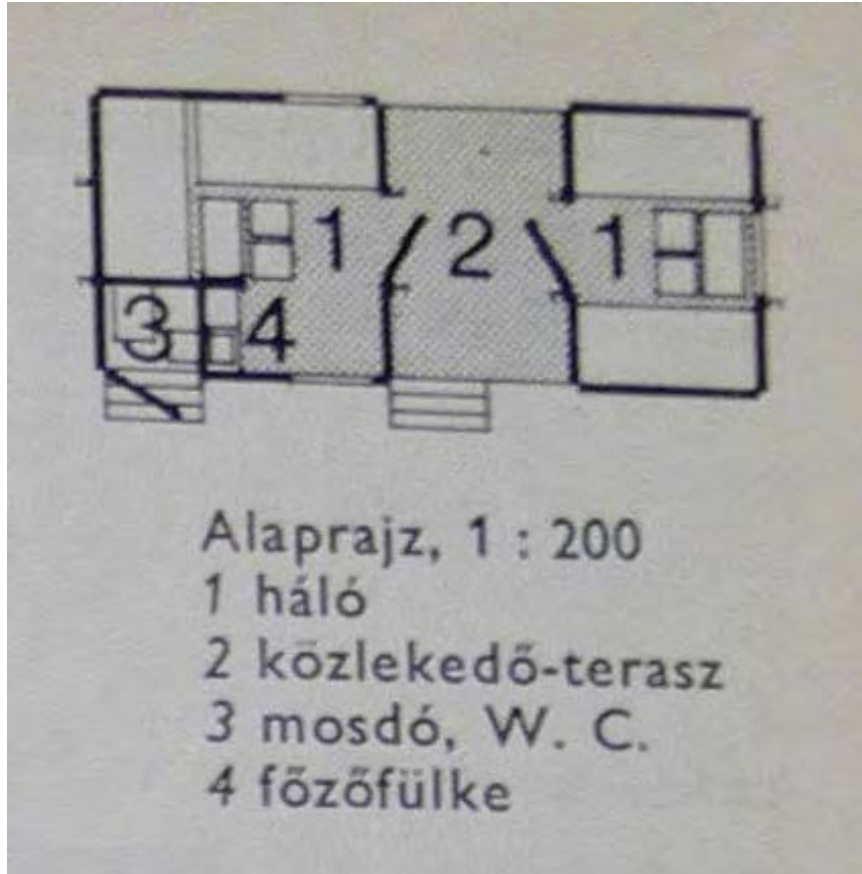 1 2 1
3 4
Alaprajz, 1 : 200
1 háló
2 közlekedő-terasz
3 mosdó, W. C.
4 főzőfülke